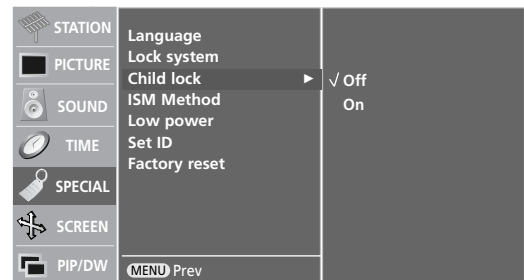 STATION
PICTURE
SOUND
TIME
SPECIAL
SCREEN
PIP/DW
Language
Lock system
Child lock ►
ISM Method
Low power
Set ID
Factory reset
MENU Prev
√ Off
On